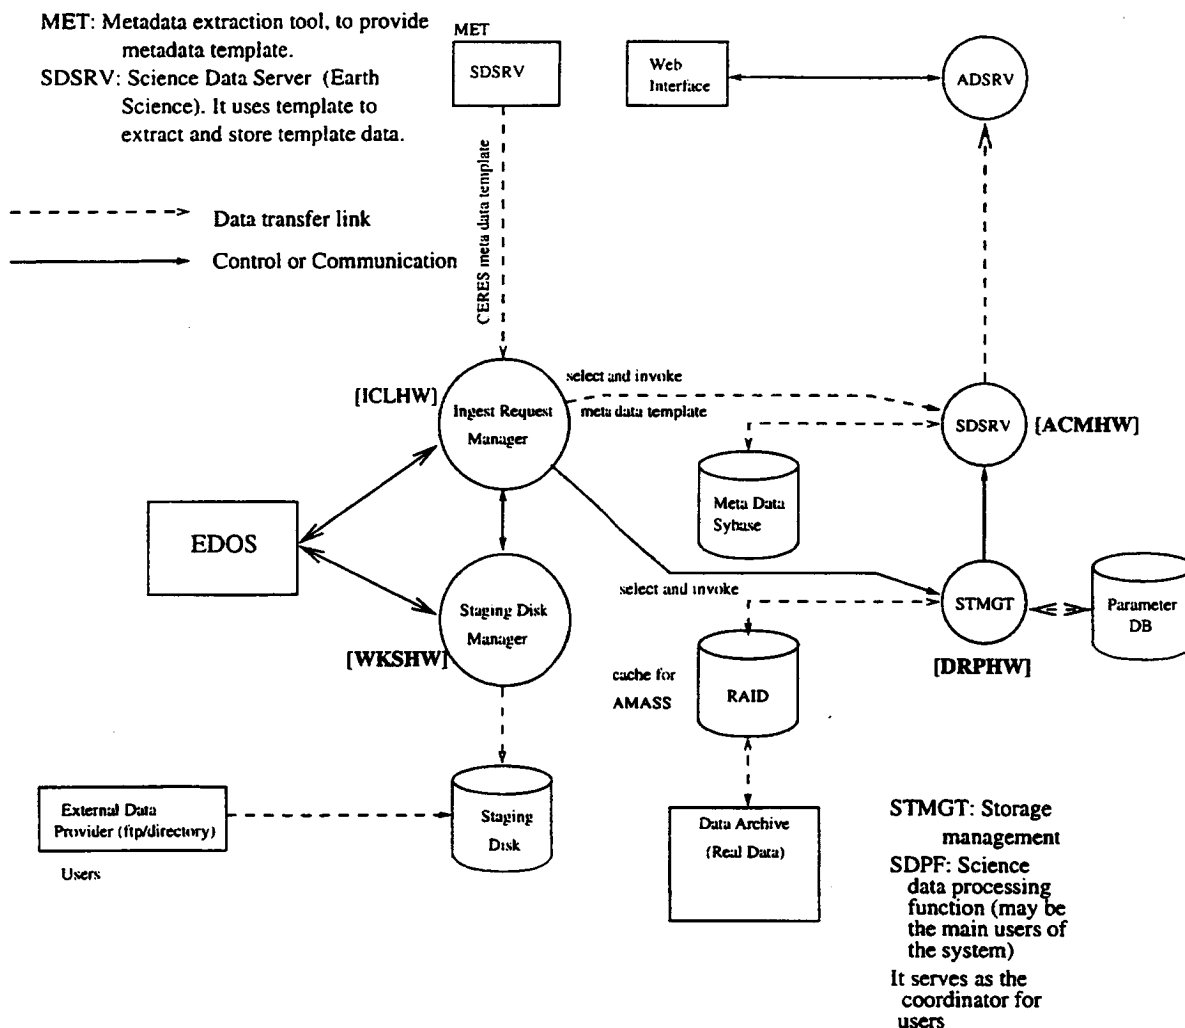 MET: Metadata extraction tool, to provide
metadata template.
SDSRV: Science Data Server (Earth
Science). It uses template to
extract and store template data.
Data transfer link
Control or Communication
MET
SDSRV
Web
Interface
ADSRV
CERES meta data template
[ICLHW]
Ingest Request
Manager
select and invoke
meta data template
SDSRV
[ACMHW]
Meta Data
Sybase
EDOS
Staging Disk
Manager
[WKSHW]
select and invoke
STMGT
[DRPHW]
Parameter
DB
cache for
AMASS
RAID
External Data
Provider (ftp/directory)
Users
Staging
Disk
Data Archive
(Real Data)
STMGT: Storage
management
SDPF: Science
data processing
function (may be
the main users of
the system)
It serves as the
coordinator for
users